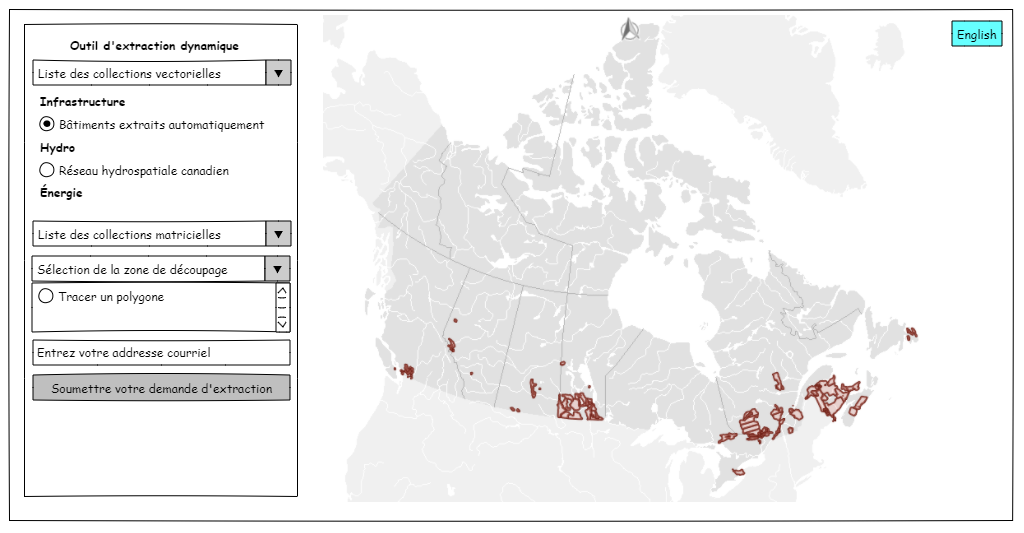 Outil d'extraction dynamique
Liste des collections vectorielles
Infrastructure
Bâtiments extraits automatiquement
Hydro
Réseau hydrospatiale canadien
Énergie
Liste des collections matricielles
Sélection de la zone de découpage
Tracer un polygone
Entrez votre addresse courriel
Soumettre votre demande d'extraction
English